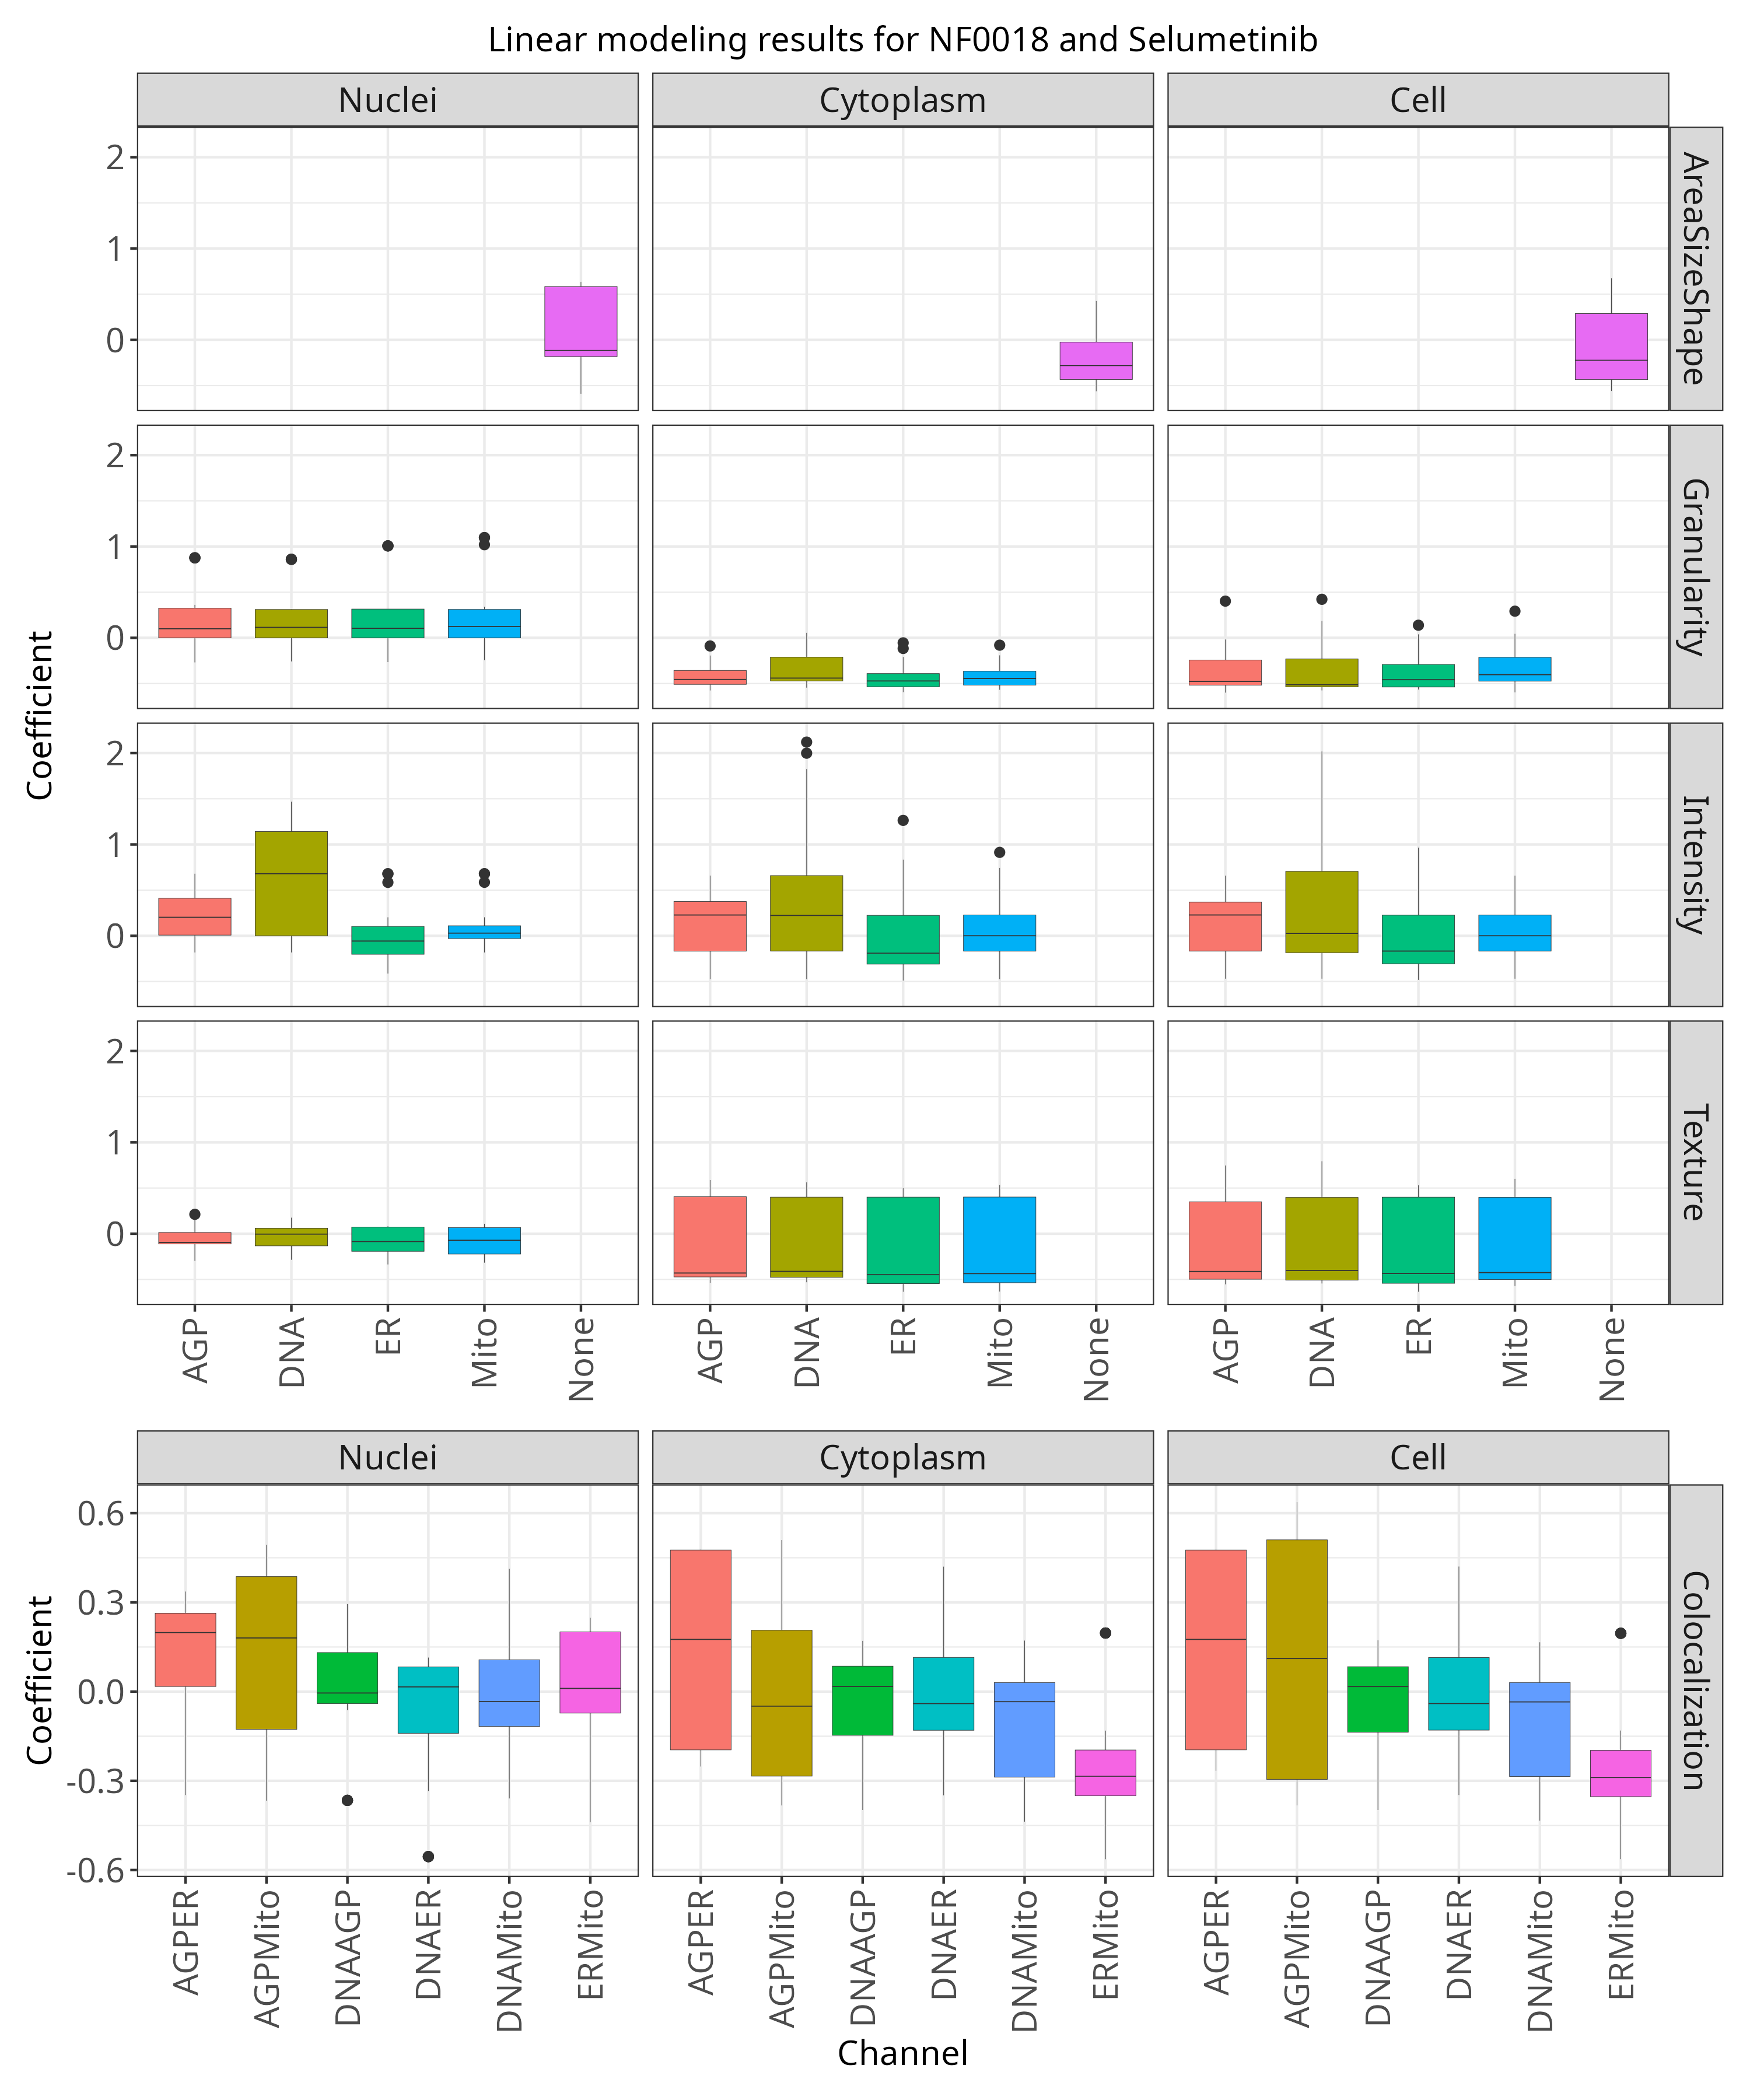 Linear modeling results for NF0018 and Selumetinib
Nuclei
Cytoplasm
Cell
2
1
0
AreaSizeShape
2
1
0
Granularity
Coefficient
2
1
0
Intensity
2
1
0
Texture
AGP
DNA
ER
Mito
None
AGP
DNA
ER
Mito
None
AGP
DNA
ER
Mito
None
Nuclei
Cytoplasm
Cell
0.6
0.3
0.0
-0.3
-0.6
Coefficient
Colocalization
AGPER
AGPMito
DNAAGP
DNAER
DNAMito
ERMito
AGPER
AGPMito
DNAAGP
DNAER
DNAMito
ERMito
AGPER
AGPMito
DNAAGP
DNAER
DNAMito
ERMito
Channel